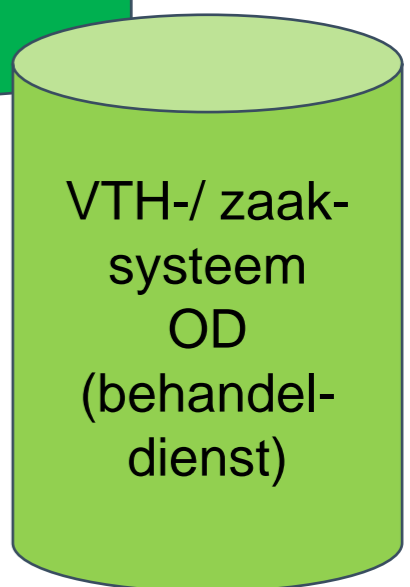 VTH-/ zaak-
systeem
OD
(behandel-
dienst)